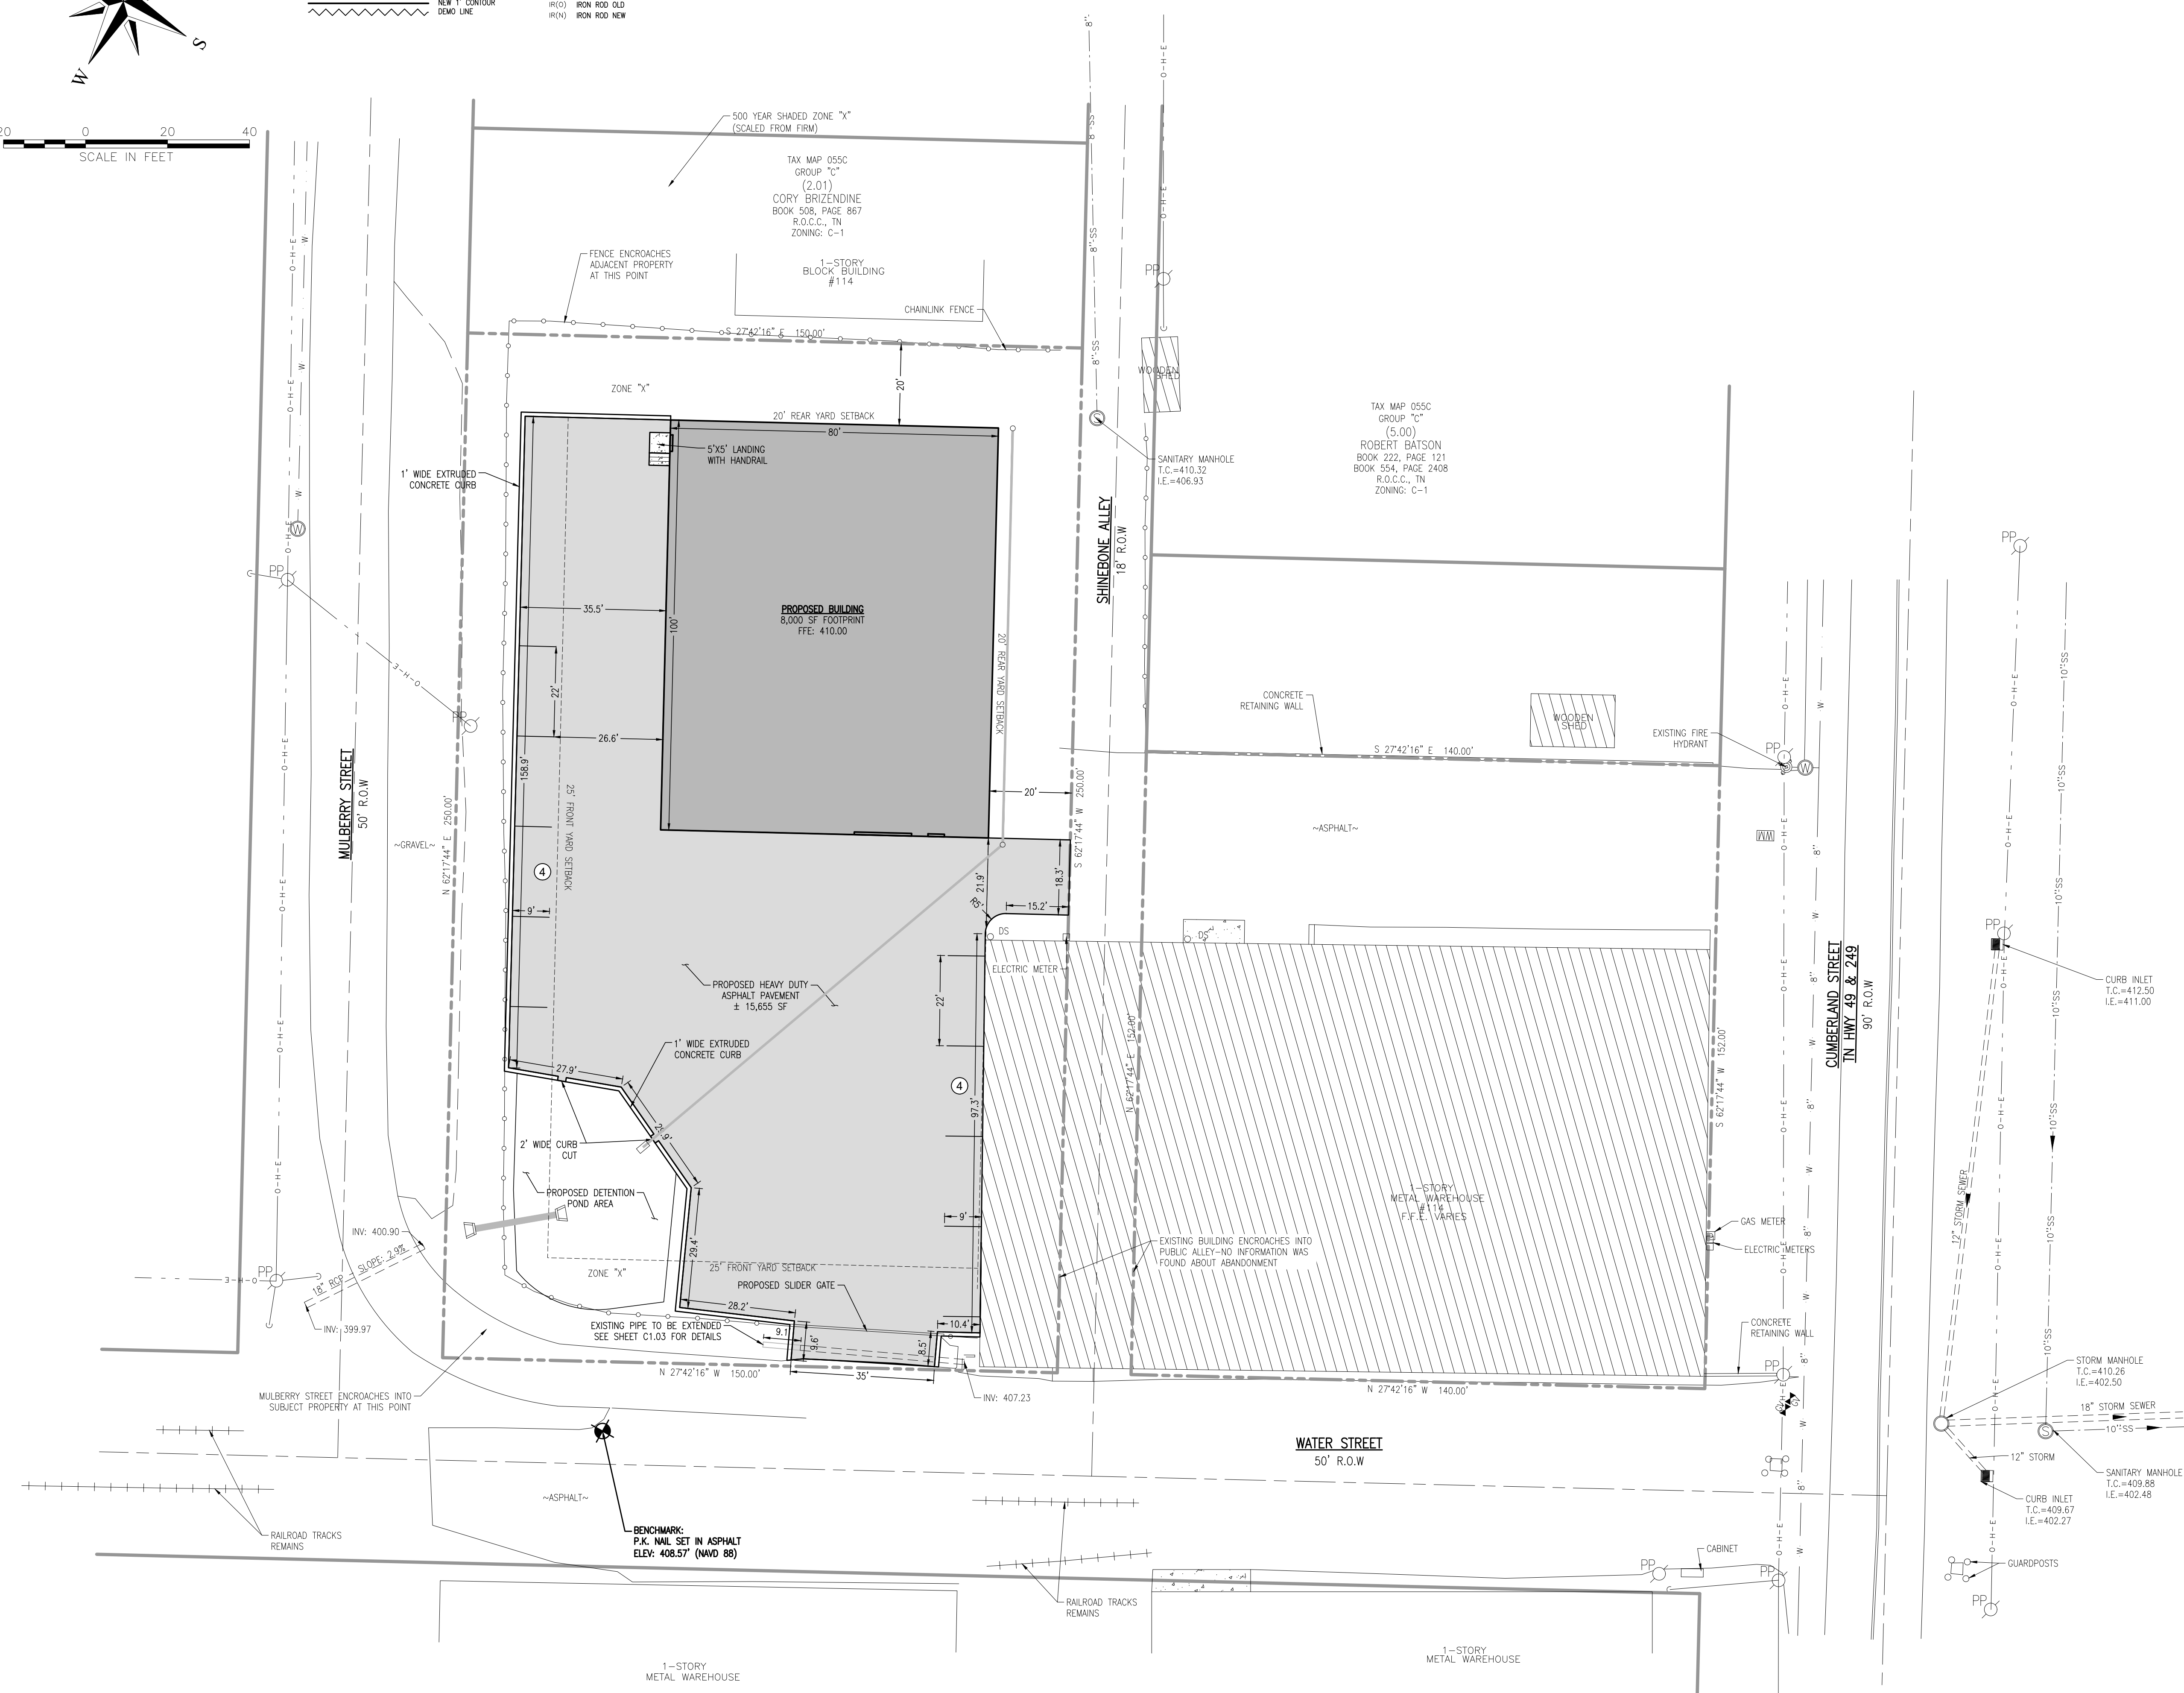 NEW 1' CONTOUR
DEMO LINE
IR(O) IRON ROD OLD
IR(N) IRON ROD NEW
S
W
20 0 20 40
SCALE IN FEET
500 YEAR SHADED ZONE "X"
(SCALED FROM FIRM)
TAX MAP 055C
GROUP "C"
(2.01)
CORY BRIZENDINE
BOOK 508, PAGE 867
R.O.C.C., TN
ZONING: C-1
1-STORY
BLOCK BUILDING
#114
FENCE ENCROACHES
ADJACENT PROPERTY
AT THIS POINT
CHAINLINK FENCE
S 27°42'16" E 150.00'
ZONE "X"
20'
20' REAR YARD SETBACK
80'
5'X5' LANDING
WITH HANDRAIL
1' WIDE EXTRUDED
CONCRETE CURB
35.5'
100'
PROPOSED BUILDING
8,000 SF FOOTPRINT
FFE: 410.00
20' REAR YARD SETBACK
22'
26.6'
158.9'
25' FRONT YARD SETBACK
20'
MULBERRY STREET
50' R.O.W
~GRAVEL~
N 62°17'44" E 250.00'
4
9'
S 62°17'44" W 250.00'
21.9'
18.3'
R5'
15.2'
DS
DS
ELECTRIC METER
PROPOSED HEAVY DUTY
ASPHALT PAVEMENT
± 15,655 SF
22'
1' WIDE EXTRUDED
CONCRETE CURB
27.9'
4
97.3'
2' WIDE CURB
CUT
PROPOSED DETENTION
POND AREA
9'
29.4'
INV: 400.90
18" RCP - SLOPE: 2.9%
INV: 399.97
ZONE "X"
25' FRONT YARD SETBACK
PROPOSED SLIDER GATE
28.2'
EXISTING PIPE TO BE EXTENDED
SEE SHEET C1.03 FOR DETAILS
9.1
9.6'
10.4'
8.5'
N 27°42'16" W 150.00'
35'
INV: 407.23
MULBERRY STREET ENCROACHES INTO
SUBJECT PROPERTY AT THIS POINT
SHINEBONE ALLEY
18' R.O.W
WOODEN
SHED
SANITARY MANHOLE
T.C.=410.32
I.E.=406.93
TAX MAP 055C
GROUP "C"
(5.00)
ROBERT BATSON
BOOK 222, PAGE 121
BOOK 554, PAGE 2408
R.O.C.C., TN
ZONING: C-1
CONCRETE
RETAINING WALL
S 27°42'16" E 140.00'
WOODEN
SHED
EXISTING FIRE
HYDRANT
~ASPHALT~
WM
N 62°17'44" E 152.00'
S 62°17'44" W 152.00'
1-STORY
METAL WAREHOUSE
#114
F.F.E. VARIES
EXISTING BUILDING ENCROACHES INTO
PUBLIC ALLEY-NO INFORMATION WAS
FOUND ABOUT ABANDONMENT
GAS METER
ELECTRIC METERS
CONCRETE
RETAINING WALL
N 27°42'16" W 140.00'
CUMBERLAND STREET
TN HWY 49 & 249
90' R.O.W
CURB INLET
T.C.=412.50
I.E.=411.00
12" STORM SEWER
STORM MANHOLE
T.C.=410.26
I.E.=402.50
18" STORM SEWER
10"SS
12" STORM
SANITARY MANHOLE
T.C.=409.88
I.E.=402.48
CURB INLET
T.C.=409.67
I.E.=402.27
GUARDPOSTS
WATER STREET
50' R.O.W
~ASPHALT~
BENCHMARK:
P.K. NAIL SET IN ASPHALT
ELEV: 408.57' (NAVD 88)
RAILROAD TRACKS
REMAINS
RAILROAD TRACKS
REMAINS
CABINET
PP
1-STORY
METAL WAREHOUSE
1-STORY
METAL WAREHOUSE